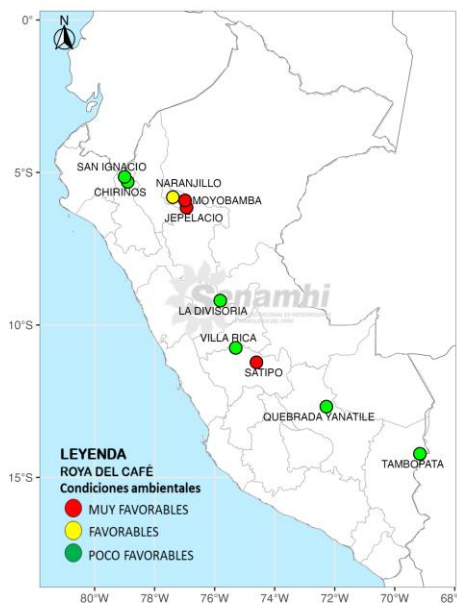 0°
N
5°S
SAN IGNACIO
CHIRINOS
NARANJILLO
MOYOBAMBA
JEPELACIO
Senamhi
LA DIVISORIA
10°S
VILLA RICA
SATIPO
QUEBRADA YANATILE
TAMBOPATA
15°S
LEYENDA
ROYA DEL CAFÉ
Condiciones ambientales
MUY FAVORABLES
FAVORABLES
POCO FAVORABLES
80°W 78°W 76°W 74°W 72°W 70°W 68°W